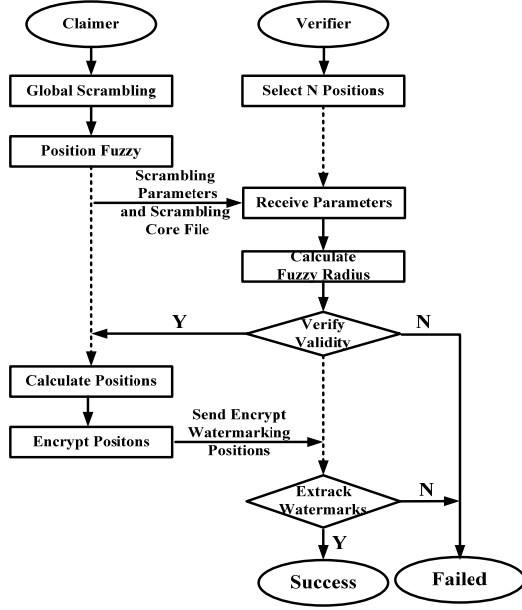 Claimer
Verifier
Global Scrambling
Select N Positions
Position Fuzzy
Scrambling
Parameters
and Scrambling
Core File
Receive Parameters
Calculate
Fuzzy Radius
Y
Verify
Validity
N
Calculate Positions
Encrypt Positons
Send Encrypt
Watermarking
Positions
Extrack
Watermarks
N
Y
Success
Failed